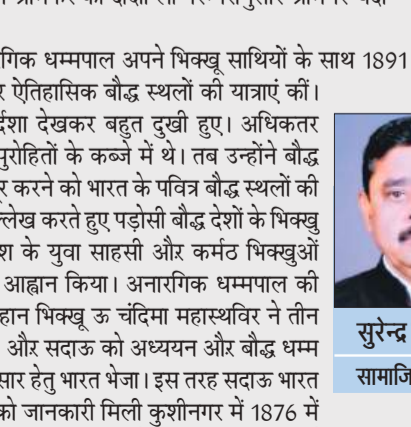 रगिक धम्मपाल अपने भिक्खू साथियों के साथ 1891
र ऐतिहासिक बौद्ध स्थलों की यात्राएं कीं।
र्दशा देखकर बहुत दुखी हुए। अधिकतर
पुरोहितों के कब्जे में थे। तब उन्होंने बौद्ध
र करने को भारत के पवित्र बौद्ध स्थलों की
लेख करते हुए पड़ोसी बौद्ध देशों के भिक्खु
श के युवा साहसी और कर्मठ भिक्खुओं
आह्वान किया। अनारगिक धम्मपाल की
हान भिक्खू ऊ चंदिमा महास्थविर ने तीन
और सदाऊ को अध्ययन और बौद्ध धम्म
सार हेतु भारत भेजा। इस तरह सदाऊ भारत
को जानकारी मिली कुशीनगर में 1876 में
सुरेन्द्र
सामाजि